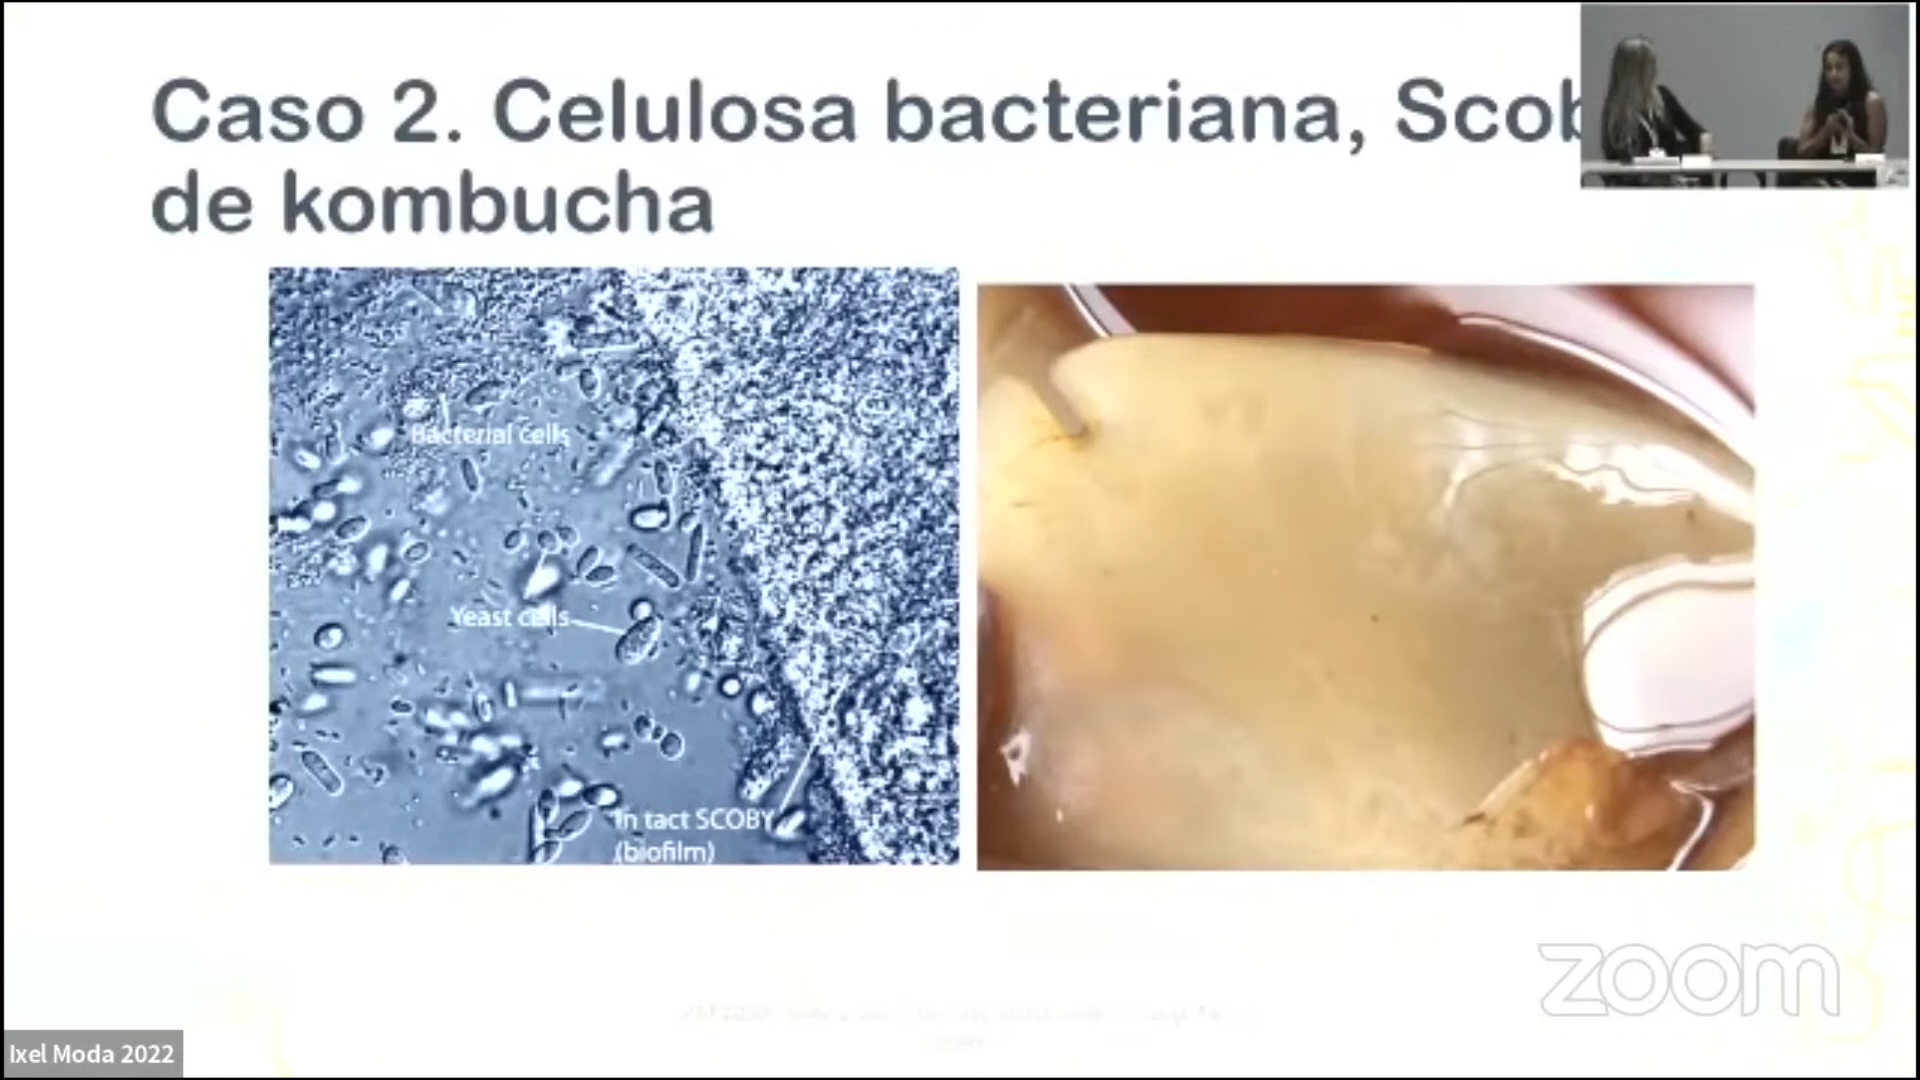 Caso 2. Celulosa bacteriana, Scob
de kombucha
Bacterial cells
Yeast cells
In tact SCOBY
(biofilm)
zoom
Ixel Moda 2022